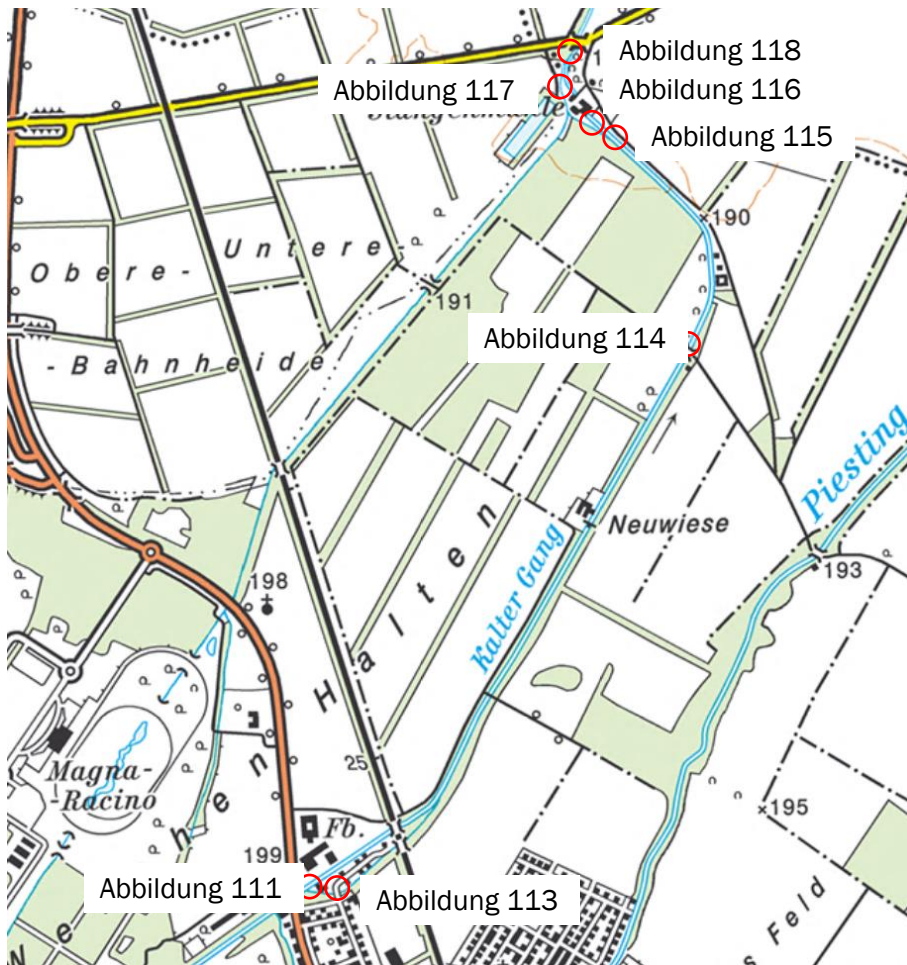 Abbildung 118
Abbildung 117
Abbildung 116
Abbildung 115
190
Untere-
Obere-
191
-Bahnheide
Abbildung 114
Piesting
Neuwiese
193
Kalter Gang
198
Halten
25
Magna-
-Racino
195
Fb.
199
Abbildung 111
Abbildung 113
Feld